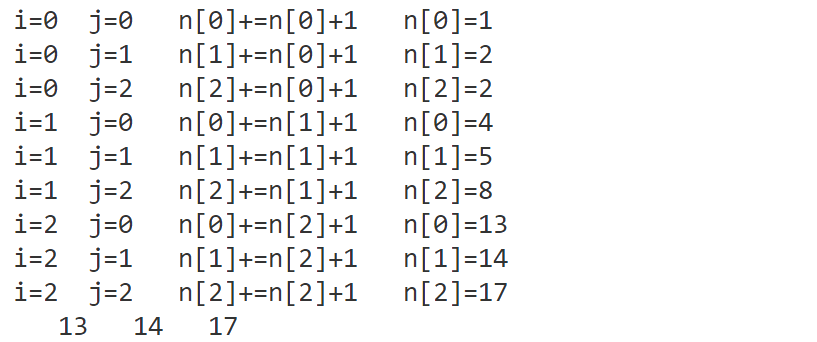 i=0  j=0   n[0]+=n[0]+1   n[0]=1
i=0  j=1   n[1]+=n[0]+1   n[1]=2
i=0  j=2   n[2]+=n[0]+1   n[2]=2
i=1  j=0   n[0]+=n[1]+1   n[0]=4
i=1  j=1   n[1]+=n[1]+1   n[1]=5
i=1  j=2   n[2]+=n[1]+1   n[2]=8
i=2  j=0   n[0]+=n[2]+1   n[0]=13
i=2  j=1   n[1]+=n[2]+1   n[1]=14
i=2  j=2   n[2]+=n[2]+1   n[2]=17
   13   14   17